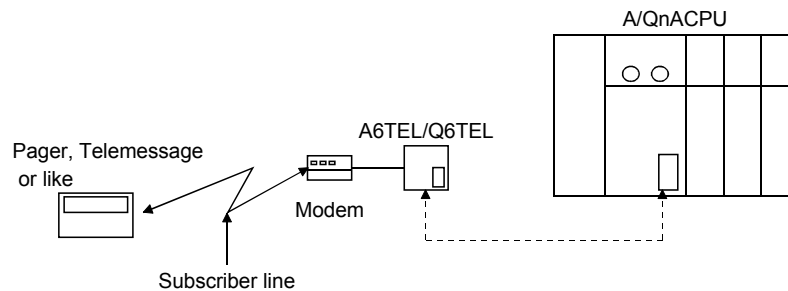 A/QnACPU
A6TEL/Q6TEL
Pager, Telemessage
or like
Modem
Subscriber line